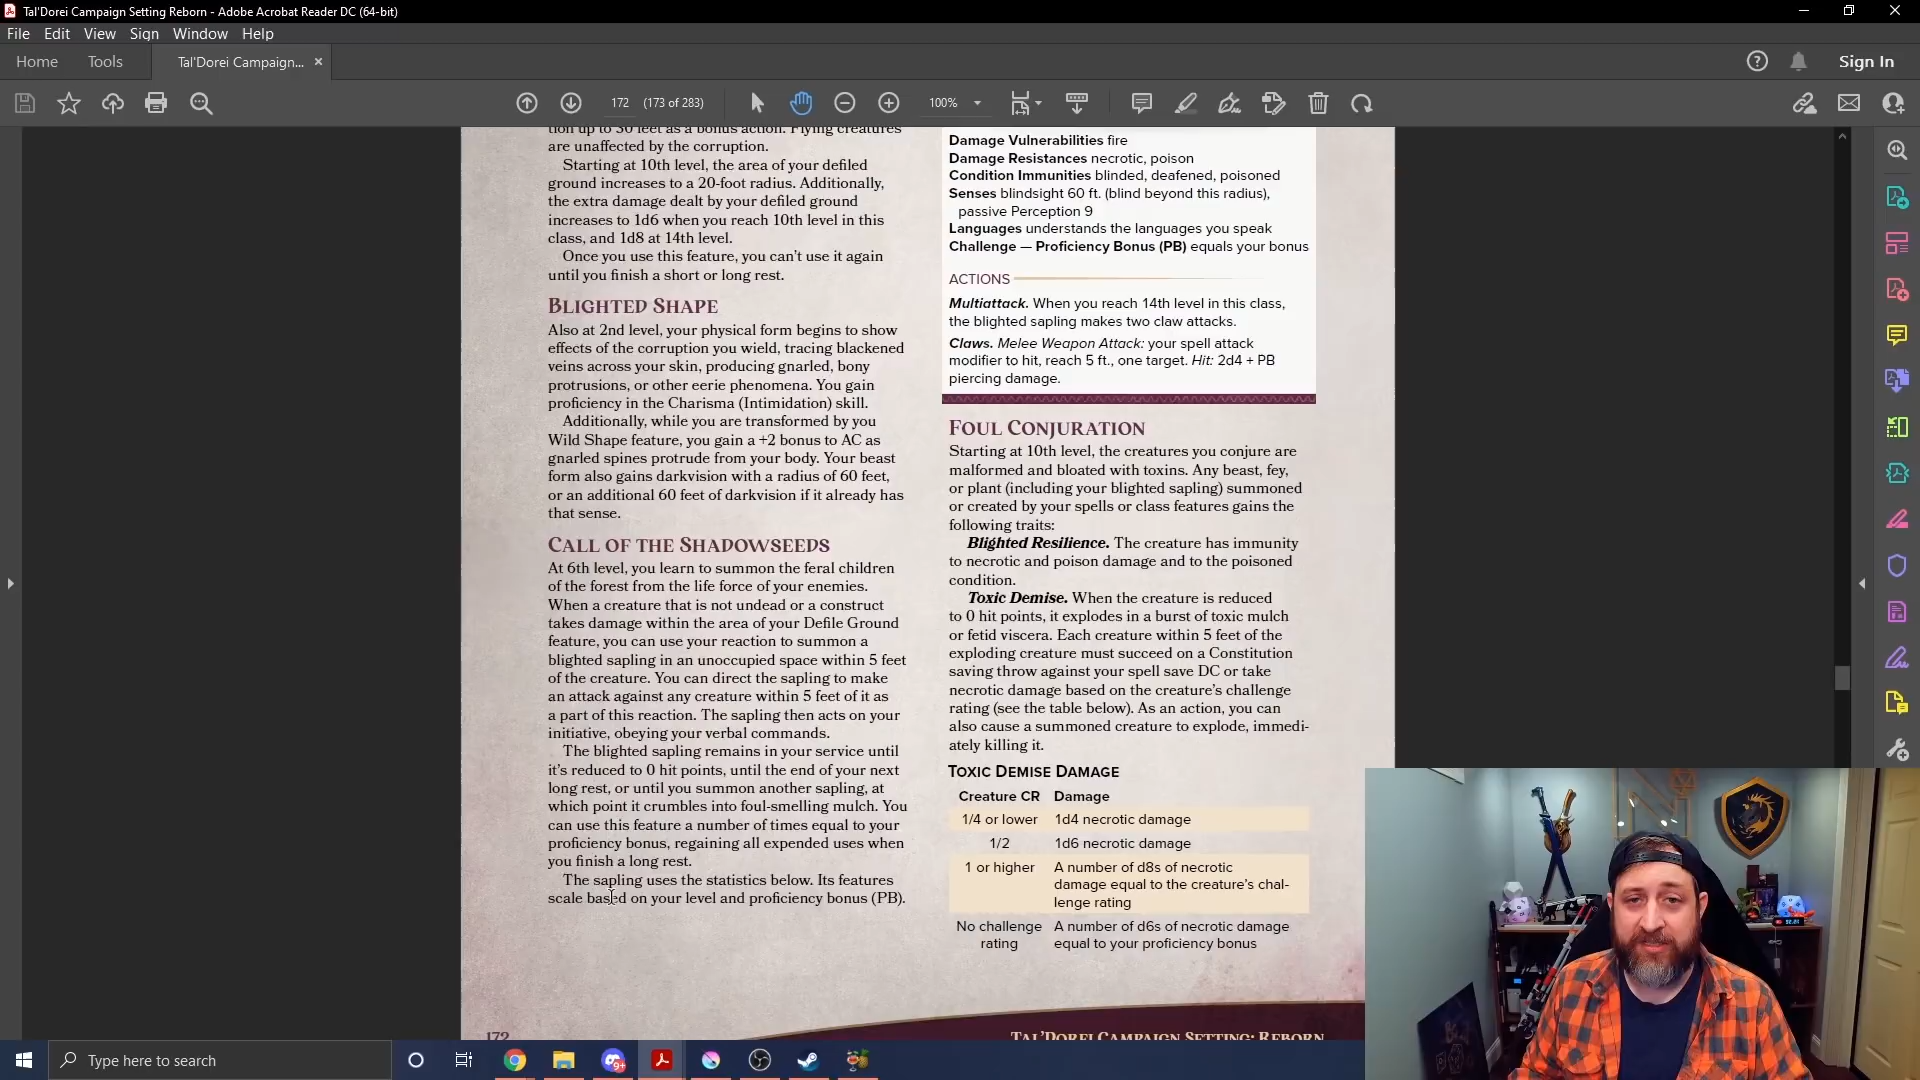 Tal'Dorei Campaign Setting Reborn - Adobe Acrobat Reader DC (64-bit)
File Edit View Sign Window Help
Home Tools Tal'Dorei Campaign... × Sign In
172 (173 of 283) 100%
tion up to 30 feet as a bonus action. Flying creatures
are unaffected by the corruption.
Starting at 10th level, the area of your defiled
ground increases to a 20-foot radius. Additionally,
the extra damage dealt by your defiled ground
increases to 1d6 when you reach 10th level in this
class, and 1d8 at 14th level.
Once you use this feature, you can't use it again
until you finish a short or long rest.
BLIGHTED SHAPE
Also at 2nd level, your physical form begins to show
effects of the corruption you wield, tracing blackened
veins across your skin, producing gnarled, bony
protrusions, or other eerie phenomena. You gain
proficiency in the Charisma (Intimidation) skill.
Additionally, while you are transformed by you
Wild Shape feature, you gain a +2 bonus to AC as
gnarled spines protrude from your body. Your beast
form also gains darkvision with a radius of 60 feet,
or an additional 60 feet of darkvision if it already has
that sense.
CALL OF THE SHADOWSEEDS
At 6th level, you learn to summon the feral children
of the forest from the life force of your enemies.
When a creature that is not undead or a construct
takes damage within the area of your Defile Ground
feature, you can use your reaction to summon a
blighted sapling in an unoccupied space within 5 feet
of the creature. You can direct the sapling to make
an attack against any creature within 5 feet of it as
a part of this reaction. The sapling then acts on your
initiative, obeying your verbal commands.
The blighted sapling remains in your service until
it's reduced to 0 hit points, until the end of your next
long rest, or until you summon another sapling, at
which point it crumbles into foul-smelling mulch. You
can use this feature a number of times equal to your
proficiency bonus, regaining all expended uses when
you finish a long rest.
The sapling uses the statistics below. Its features
scale based on your level and proficiency bonus (PB).
Damage Vulnerabilities fire
Damage Resistances necrotic, poison
Condition Immunities blinded, deafened, poisoned
Senses blindsight 60 ft. (blind beyond this radius),
passive Perception 9
Languages understands the languages you speak
Challenge — Proficiency Bonus (PB) equals your bonus
ACTIONS
Multiattack. When you reach 14th level in this class,
the blighted sapling makes two claw attacks.
Claws. Melee Weapon Attack: your spell attack
modifier to hit, reach 5 ft., one target. Hit: 2d4 + PB
piercing damage.
FOUL CONJURATION
Starting at 10th level, the creatures you conjure are
malformed and bloated with toxins. Any beast, fey,
or plant (including your blighted sapling) summoned
or created by your spells or class features gains the
following traits:
Blighted Resilience. The creature has immunity
to necrotic and poison damage and to the poisoned
condition.
Toxic Demise. When the creature is reduced
to 0 hit points, it explodes in a burst of toxic mulch
or fetid viscera. Each creature within 5 feet of the
exploding creature must succeed on a Constitution
saving throw against your spell save DC or take
necrotic damage based on the creature's challenge
rating (see the table below). As an action, you can
also cause a summoned creature to explode, immedi-
ately killing it.
TOXIC DEMISE DAMAGE
Creature CR Damage
1/4 or lower 1d4 necrotic damage
1/2 1d6 necrotic damage
1 or higher A number of d8s of necrotic
damage equal to the creature's chal-
lenge rating
No challenge A number of d6s of necrotic damage
rating equal to your proficiency bonus
172 TAL'DOREI CAMPAIGN SETTING: REBORN
Type here to search
9+